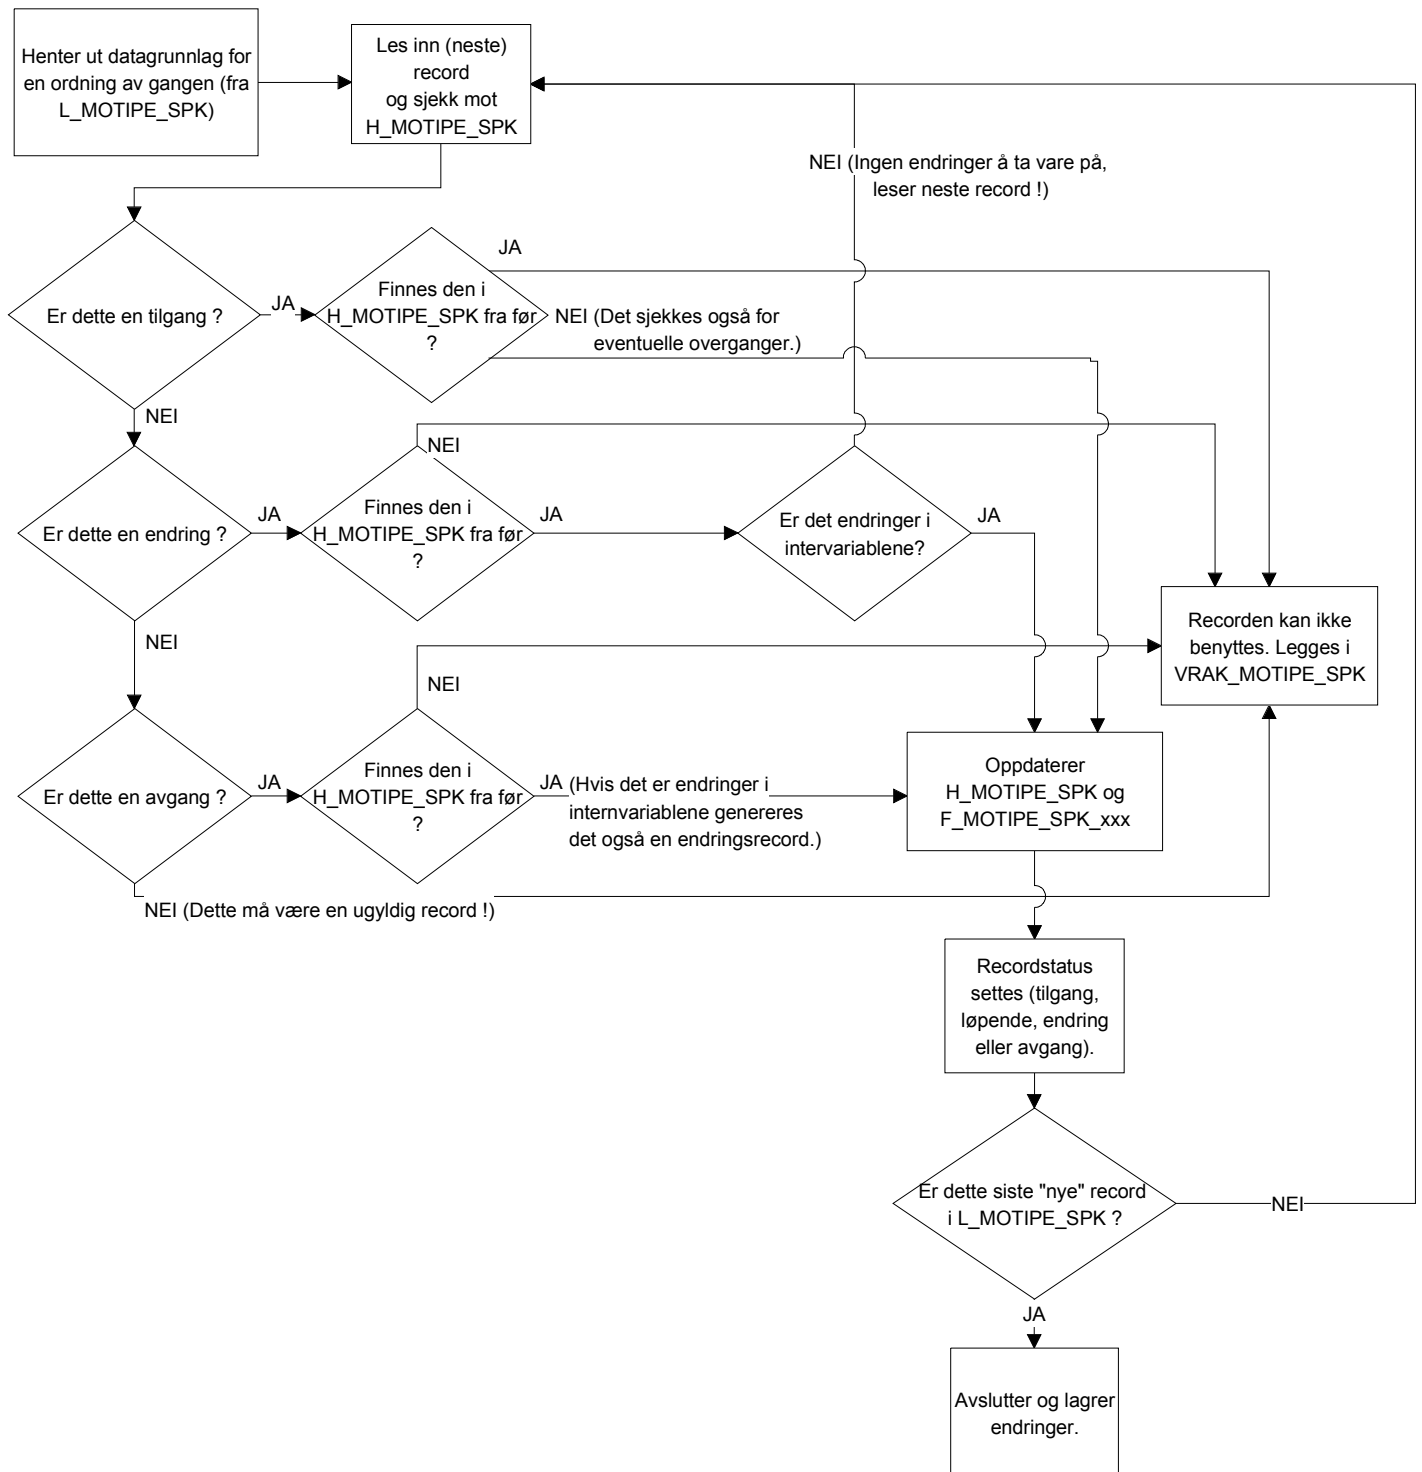 Henter ut datagrunnlag for
en ordning av gangen (fra
L_MOTIPE_SPK)
Les inn (neste)
record
og sjekk mot
H_MOTIPE_SPK
NEI (Ingen endringer å ta vare på,
leser neste record !)
Er dette en tilgang ?
JA
Finnes den i
H_MOTIPE_SPK fra før
?
JA
NEI (Det sjekkes også for
eventuelle overganger.)
NEI
Er dette en endring ?
JA
Finnes den i
H_MOTIPE_SPK fra før
?
NEI
JA
Er det endringer i
intervariablene?
JA
Recorden kan ikke
benyttes. Legges i
VRAK_MOTIPE_SPK
NEI
Er dette en avgang ?
JA
Finnes den i
H_MOTIPE_SPK fra før
?
NEI
JA (Hvis det er endringer i
internvariablene genereres
det også en endringsrecord.)
Oppdaterer
H_MOTIPE_SPK og
F_MOTIPE_SPK_xxx
NEI (Dette må være en ugyldig record !)
Recordstatus
settes (tilgang,
løpende, endring
eller avgang).
Er dette siste "nye" record
i L_MOTIPE_SPK ?
NEI
JA
Avslutter og lagrer
endringer.